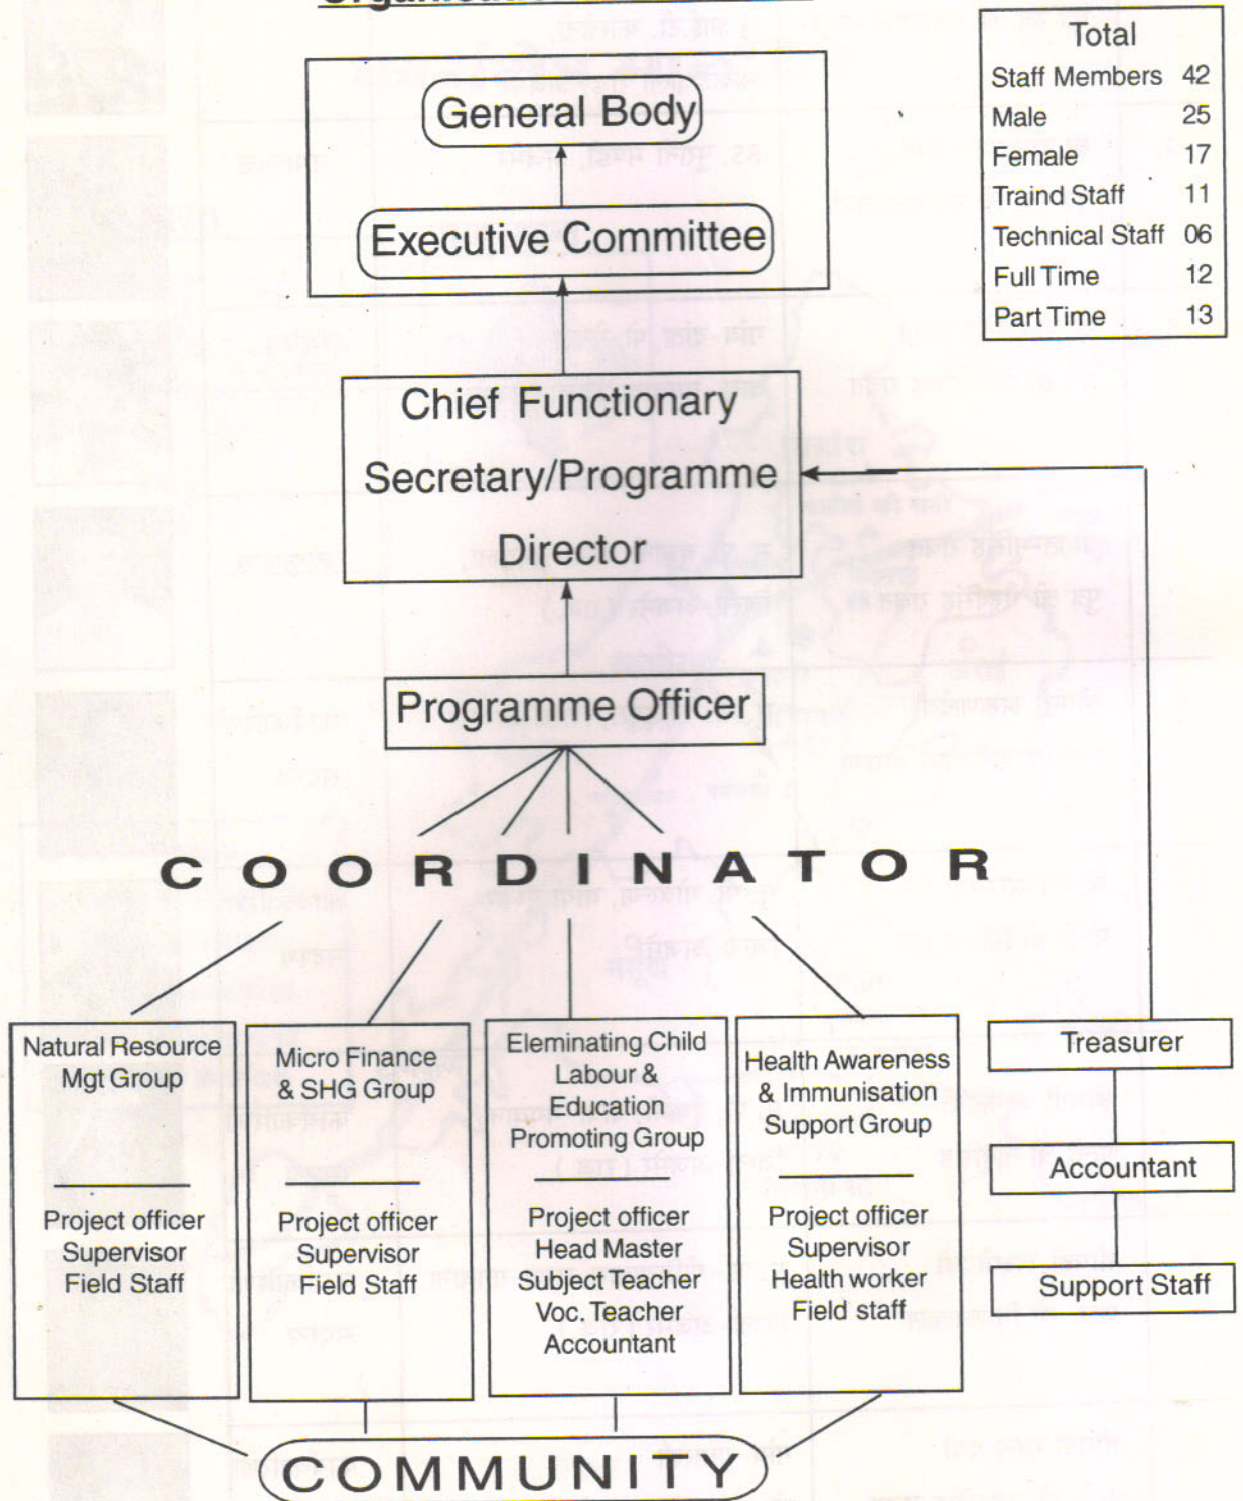 Total
Staff Members 42
Male 25
Female 17
Traind Staff 11
Technical Staff 06
Full Time 12
Part Time 13
General Body
Executive Committee
Chief Functionary
Secretary/Programme
Director
Programme Officer
COORDINATOR
Natural Resource
Mgt Group
Project officer
Supervisor
Field Staff
Micro Finance
& SHG Group
Project officer
Supervisor
Field Staff
Eleminating Child
Labour &
Education
Promoting Group
Project officer
Head Master
Subject Teacher
Voc. Teacher
Accountant
Health Awareness
& Immunisation
Support Group
Project officer
Supervisor
Health worker
Field staff
Treasurer
Accountant
Support Staff
COMMUNITY